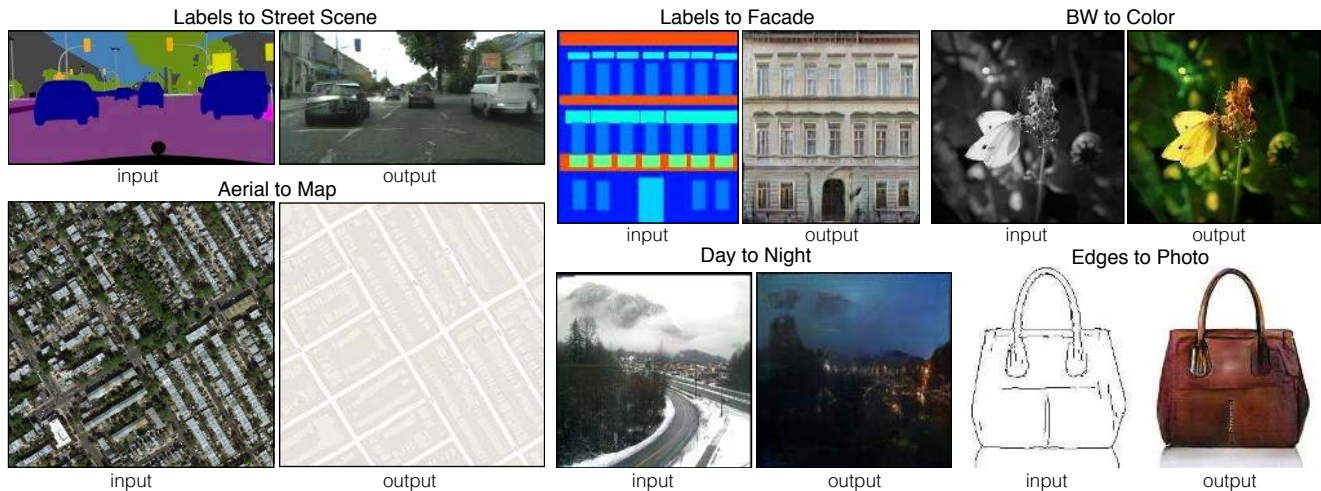 Labels to Street Scene
input
output
Aerial to Map
input
output
Labels to Facade
input
output
BW to Color
input
output
Day to Night
input
output
Edges to Photo
input
output